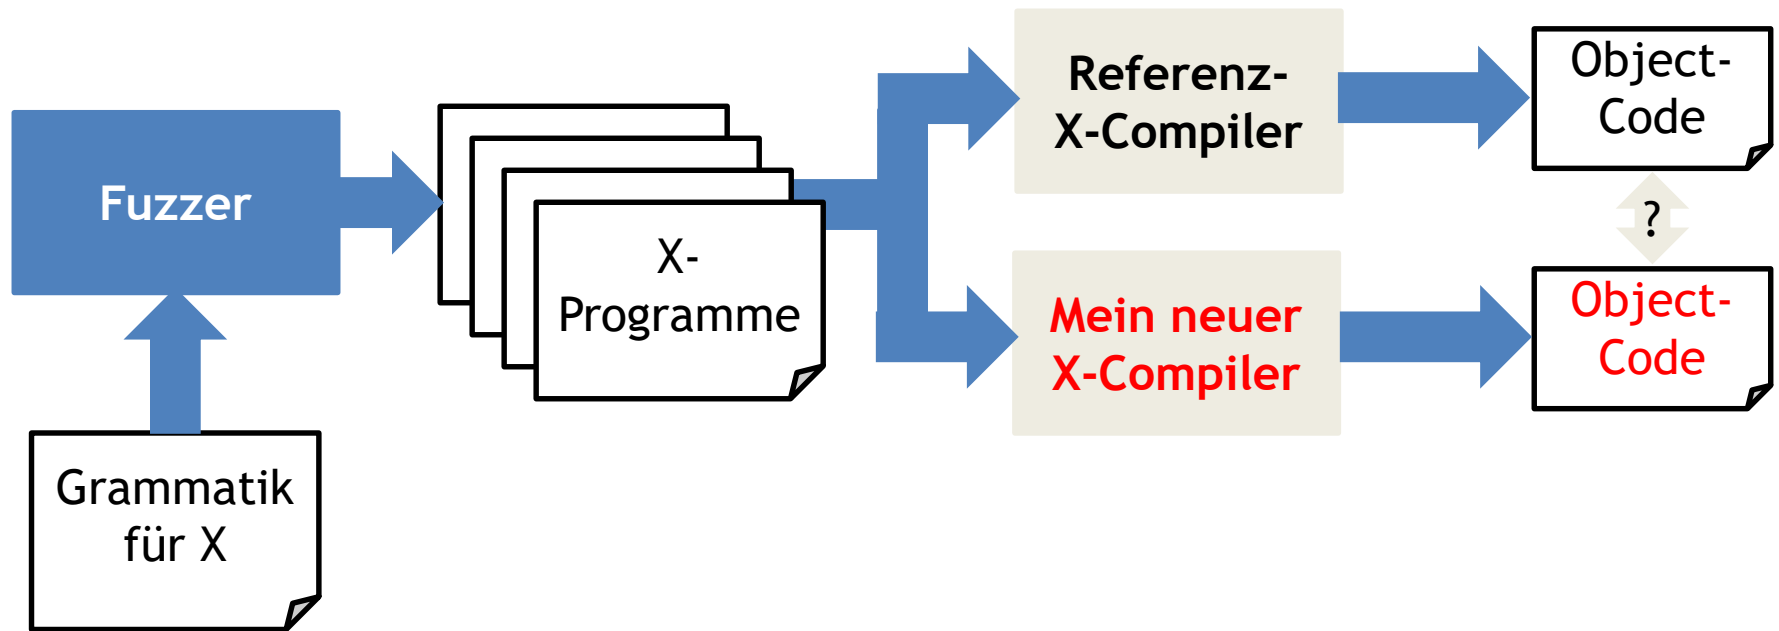 Fuzzer
Grammatik
für X
X-
Programme
Referenz-
X-Compiler
Mein neuer
X-Compiler
Object-
Code
?
Object-
Code